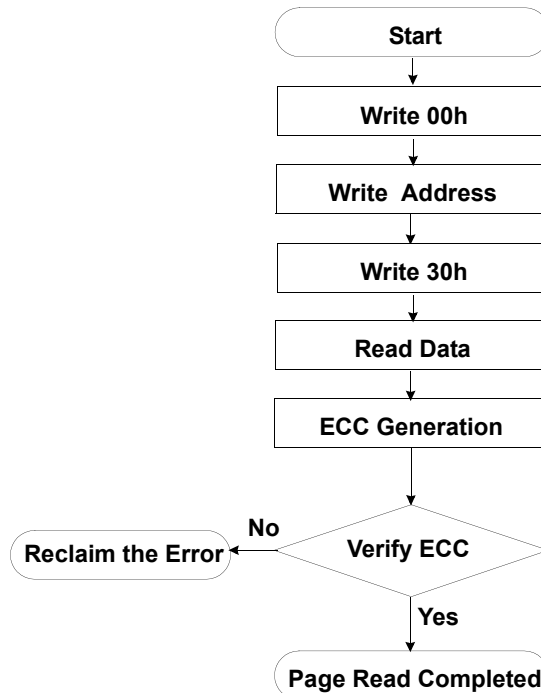 Start
Write 00h
Write Address
Write 30h
Read Data
ECC Generation
No
Reclaim the Error
Verify ECC
Yes
Page Read Completed